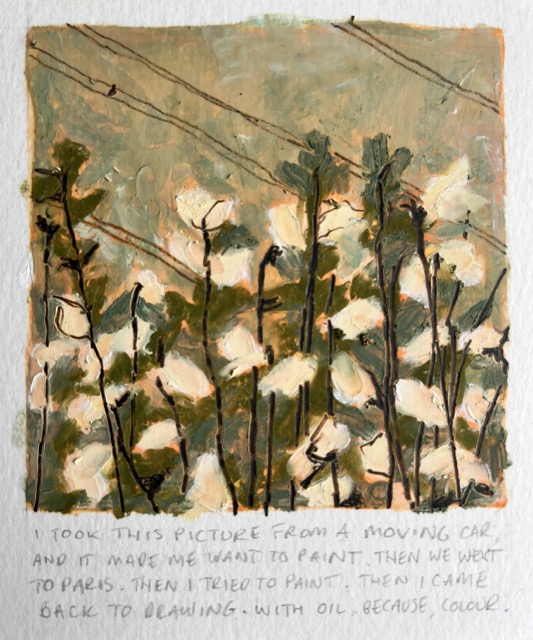 I TOOK THIS PICTURE FROM A MOVING CAR,
AND IT MADE ME WANT TO PAINT. THEN WE WENT
TO PARIS. THEN I TRIED TO PAINT. THEN I CAME
BACK TO DRAWING. WITH OIL, BECAUSE, COLOUR.